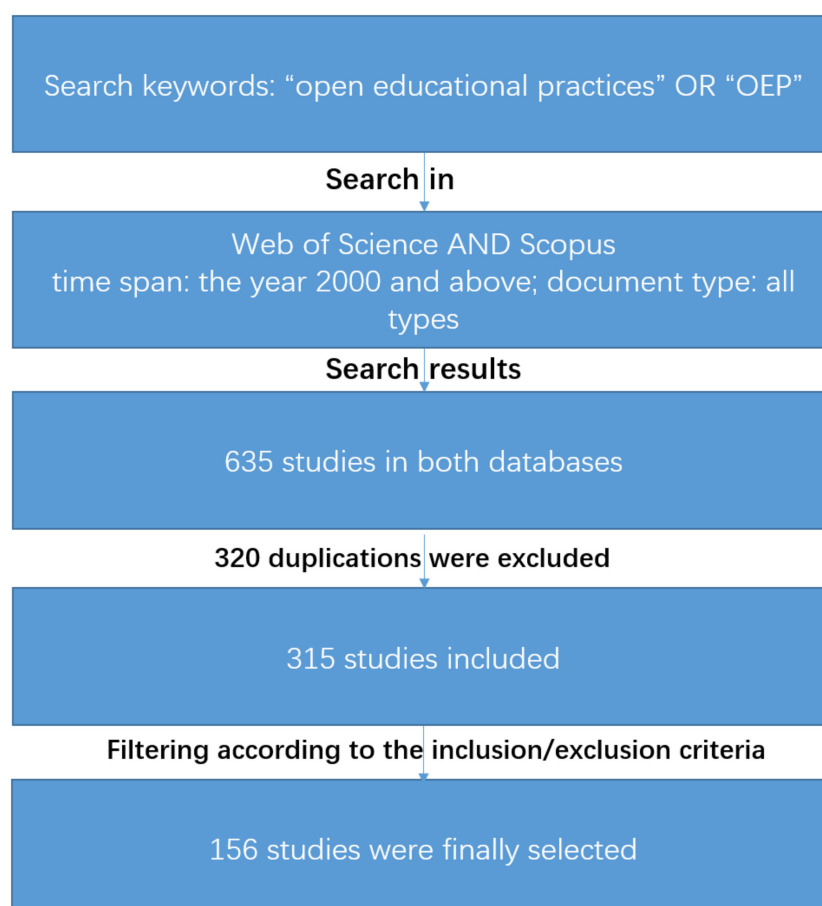 Search keywords: “open educational practices” OR “OEP”
Search in
Web of Science AND Scopus
time span: the year 2000 and above; document type: all
types
Search results
635 studies in both databases
320 duplications were excluded
315 studies included
Filtering according to the inclusion/exclusion criteria
156 studies were finally selected